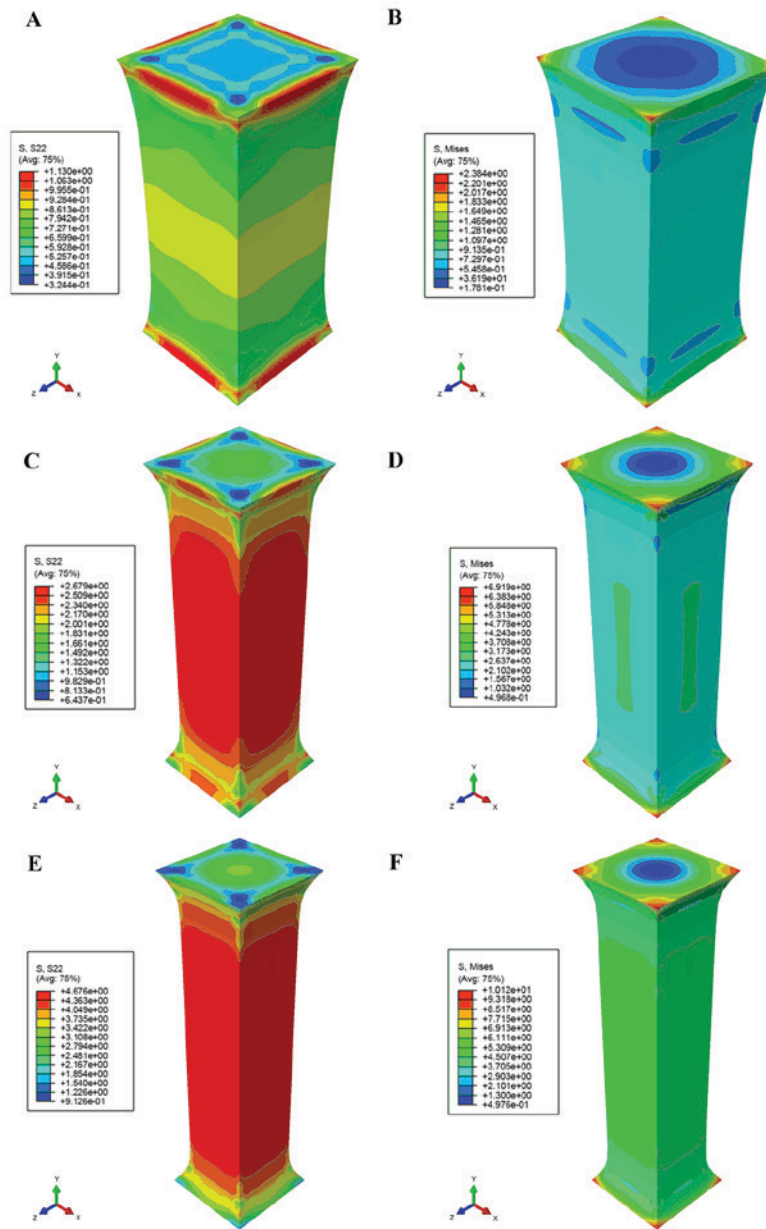 A
S, S22
(Avg: 75%)
+1.130e+00
+1.063e+00
+9.955e-01
+9.284e-01
+8.613e-01
+7.942e-01
+7.271e-01
+6.599e-01
+5.928e-01
+5.257e-01
+4.586e-01
+3.915e-01
+3.244e-01
Y
Z
X
B
S, Mises
(Avg: 75%)
+2.384e+00
+2.201e+00
+2.017e+00
+1.833e+00
+1.649e+00
+1.465e+00
+1.281e+00
+1.097e+00
+9.135e-01
+7.297e-01
+5.458e-01
+3.619e-01
+1.781e-01
Y
Z
X
C
S, S22
(Avg: 75%)
+2.679e+00
+2.509e+00
+2.340e+00
+2.170e+00
+2.001e+00
+1.831e+00
+1.661e+00
+1.492e+00
+1.322e+00
+1.153e+00
+9.829e-01
+8.133e-01
+6.437e-01
Y
Z
X
D
S, Mises
(Avg: 75%)
+6.919e+00
+6.383e+00
+5.848e+00
+5.313e+00
+4.778e+00
+4.243e+00
+3.708e+00
+3.173e+00
+2.637e+00
+2.102e+00
+1.567e+00
+1.032e+00
+4.968e-01
Y
Z
X
E
S, S22
(Avg: 75%)
+4.676e+00
+4.363e+00
+4.049e+00
+3.735e+00
+3.422e+00
+3.108e+00
+2.794e+00
+2.481e+00
+2.167e+00
+1.854e+00
+1.540e+00
+1.226e+00
+9.126e-01
Y
Z
X
F
S, Mises
(Avg: 75%)
+1.012e+01
+9.318e+00
+8.517e+00
+7.715e+00
+6.913e+00
+6.111e+00
+5.309e+00
+4.507e+00
+3.705e+00
+2.903e+00
+2.101e+00
+1.300e+00
+4.976e-01
Y
Z
X